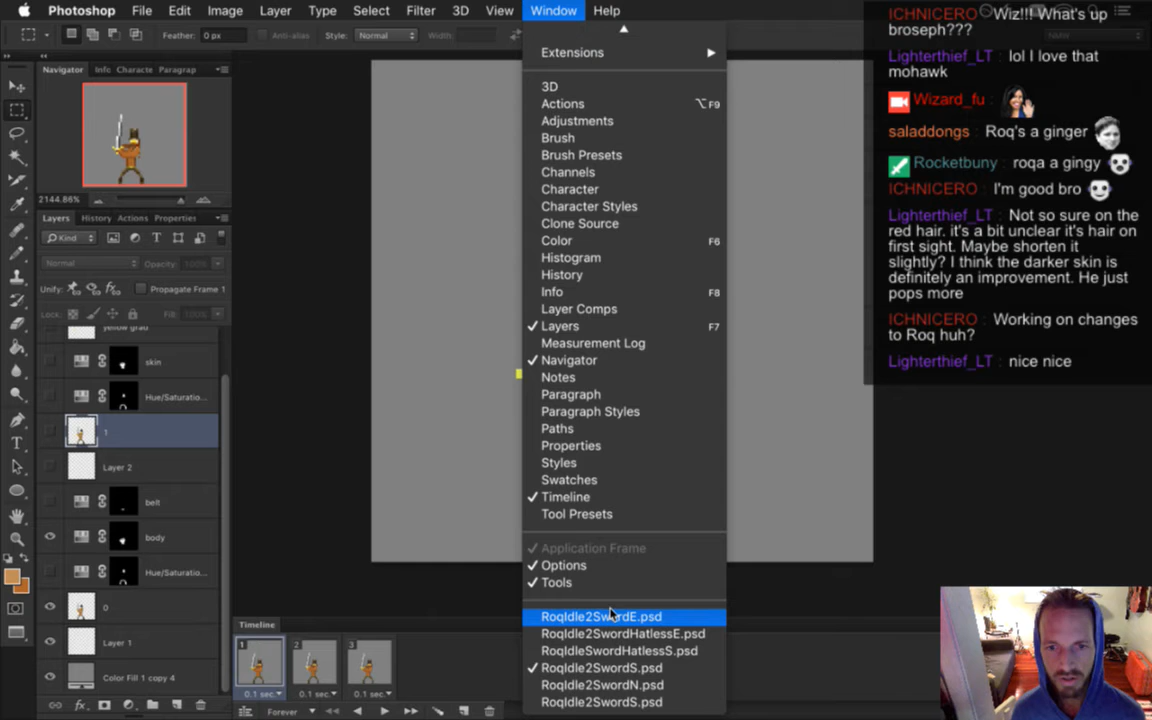 Photoshop File Edit Image Layer Type Select Filter 3D View Window Help
Feather: 0 px Anti-alias Style: Normal Width:
Navigator Info Characte Paragrap
2144.86%
Layers History Actions Properties
Kind
Normal Opacity: 100%
Unify: Propagate Frame 1
Lock: Fill: 100%
yellow grad
skin
Hue/Saturatio...
1
Layer 2
belt
body
Hue/Saturatio...
0
Layer 1
Color Fill 1 copy 4
Extensions
3D
Actions ⌥F9
Adjustments
Brush
Brush Presets
Channels
Character
Character Styles
Clone Source
Color F6
Histogram
History
Info F8
Layer Comps
✓ Layers F7
Measurement Log
✓ Navigator
Notes
Paragraph
Paragraph Styles
Paths
Properties
Styles
Swatches
✓ Timeline
Tool Presets
✓ Application Frame
✓ Options
✓ Tools
RoqIdle2SwordE.psd
RoqIdle2SwordHatlessE.psd
RoqIdleSwordHatlessS.psd
✓ RoqIdle2SwordS.psd
RoqIdle2SwordN.psd
RoqIdle2SwordS.psd
Timeline
1 2 3
0.1 sec. 0.1 sec. 0.1 sec.
Forever
ICHNICERO : Wiz!!! What's up
broseph???
Lighterthief_LT : lol I love that
mohawk
Wizard_fu :
saladdongs : Roq's a ginger
Rocketbuny : roqa a gingy
ICHNICERO : I'm good bro
Lighterthief_LT : Not so sure on the
red hair. it's a bit unclear it's hair on
first sight. Maybe shorten it
slightly? I think the darker skin is
definitely an improvement. He just
pops more
ICHNICERO : Working on changes
to Roq huh?
Lighterthief_LT : nice nice